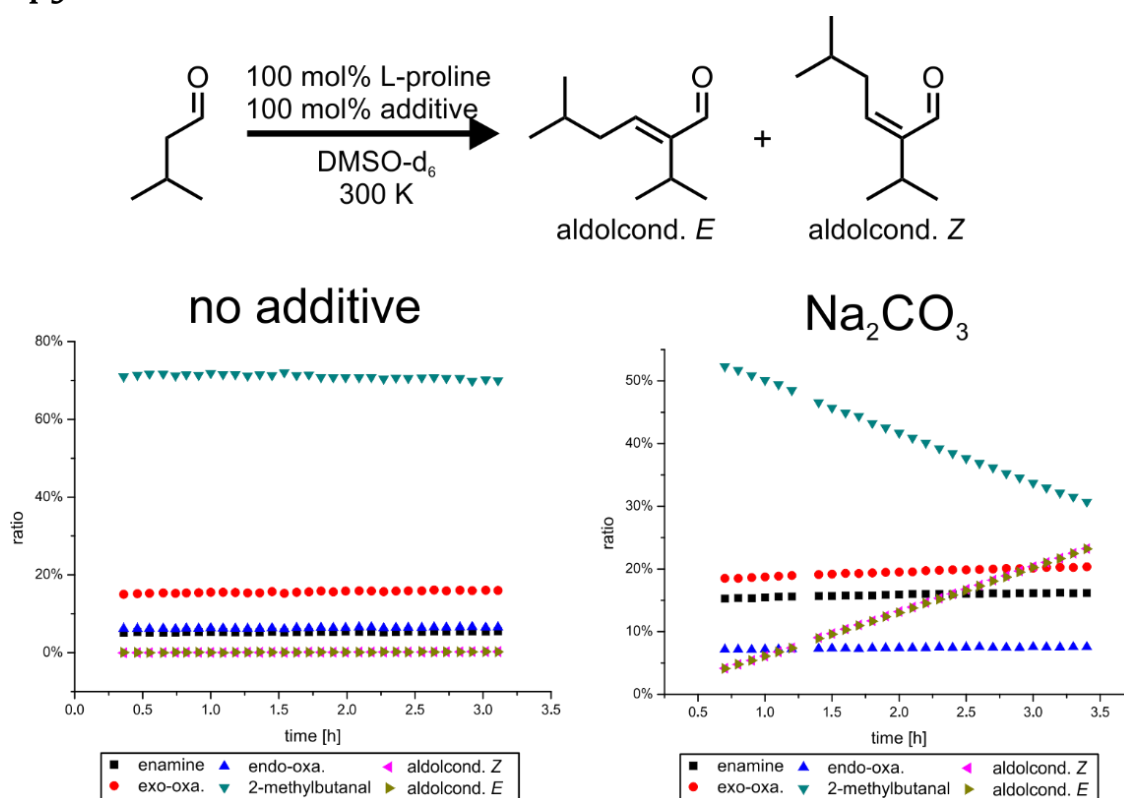 O
100 mol% L-proline
100 mol% additive
DMSO-d6
300 K
O
aldolcond. E
+
O
aldolcond. Z
no additive
80%
60%
40%
20%
0%
ratio
0.0 0.5 1.0 1.5 2.0 2.5 3.0 3.5
time [h]
enamine endo-oxa. aldolcond. Z
exo-oxa. 2-methylbutanal aldolcond. E
Na2CO3
50%
40%
30%
20%
10%
0%
ratio
0.5 1.0 1.5 2.0 2.5 3.0 3.5
time [h]
enamine endo-oxa. aldolcond. Z
exo-oxa. 2-methylbutanal aldolcond. E